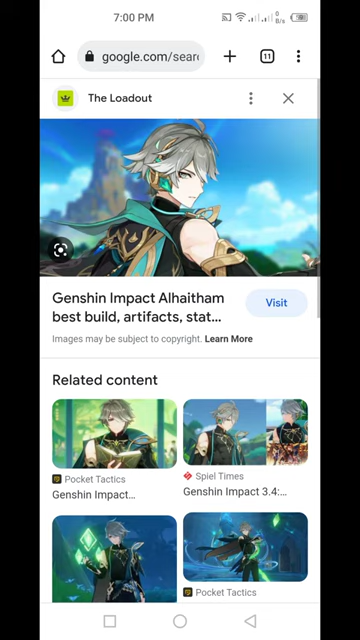 7:00 PM
0
B/s
google.com/sear
11
The Loadout
Genshin Impact Alhaitham
best build, artifacts, stat...
Visit
Images may be subject to copyright. Learn More
Related content
Pocket Tactics
Genshin Impact...
Spiel Times
Genshin Impact 3.4:...
Pocket Tactics